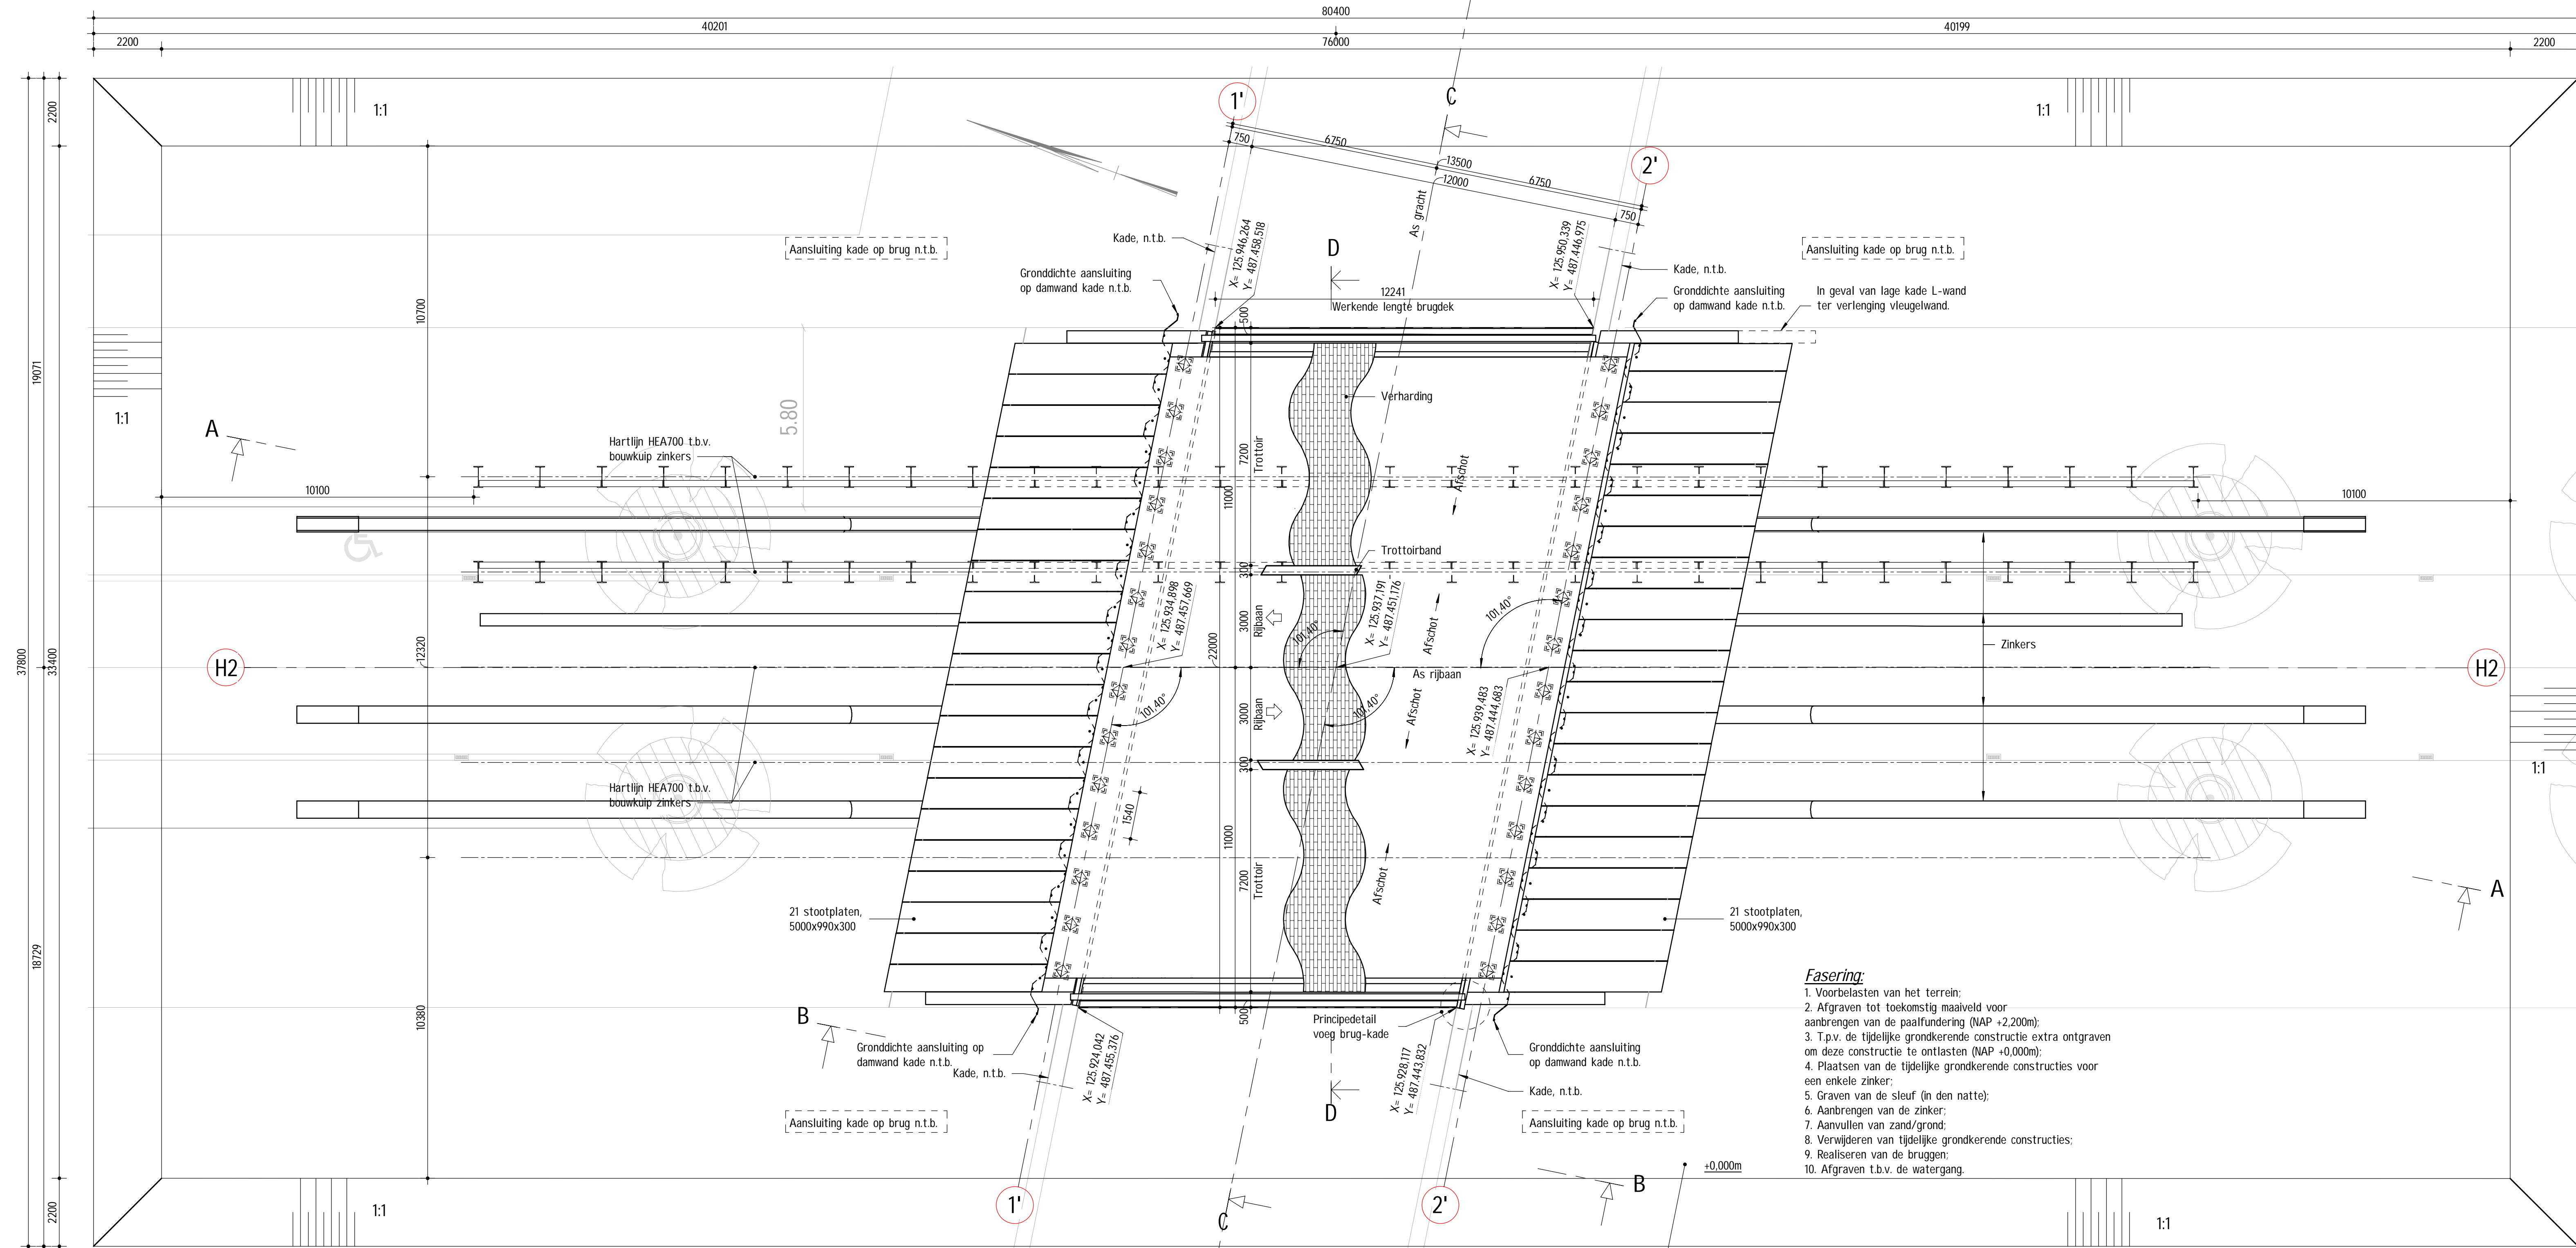 80400
40201
40199
2200
76000
2200
1:1
1:1
1'
C
2'
750
6750
13500
12000
6750
750
As gracht
2200
37800
19071
33400
18729
2200
10700
12320
10380
Aansluiting kade op brug n.t.b.
Kade, n.t.b.
X= 125.946,264
Y= 487.458,518
D
X= 125.950,339
Y= 487.446,975
Aansluiting kade op brug n.t.b.
Kade, n.t.b.
Gronddichte aansluiting
op damwand kade n.t.b.
12241
Werkende lengte brugdek
500
Gronddichte aansluiting
op damwand kade n.t.b.
In geval van lage kade L-wand
ter verlenging vleugelwand.
1:1
A
5.80
Verharding
Hartlijn HEA700 t.b.v.
bouwkuip zinkers
7200
Trottoir
11000
Afschot
10100
10100
Trottoirband
300
X= 125.934,898
Y= 487.457,669
X= 125.937,191
Y= 487.451,176
101,40°
101,40°
3000
Rijbaan
Afschot
22000
Zinkers
H2
H2
As rijbaan
101,40°
101,40°
3000
Rijbaan
Afschot
X= 125.939,483
Y= 487.444,683
300
1:1
Hartlijn HEA700 t.b.v.
bouwkuip zinkers
1540
11000
7200
Trottoir
Afschot
A
21 stootplaten,
5000x990x300
21 stootplaten,
5000x990x300
B
500
Principedetail
voeg brug-kade
Gronddichte aansluiting op
damwand kade n.t.b.
Kade, n.t.b.
X= 125.924,042
Y= 487.455,376
X= 125.928,117
Y= 487.443,832
Gronddichte aansluiting
op damwand kade n.t.b.
Kade, n.t.b.
D
Aansluiting kade op brug n.t.b.
Aansluiting kade op brug n.t.b.
Fasering:
1. Voorbelasten van het terrein;
2. Afgraven tot toekomstig maaiveld voor
aanbrengen van de paalfundering (NAP +2,200m);
3. T.p.v. de tijdelijke grondkerende constructie extra ontgraven
om deze constructie te ontlasten (NAP +0,000m);
4. Plaatsen van de tijdelijke grondkerende constructies voor
een enkele zinker;
5. Graven van de sleuf (in den natte);
6. Aanbrengen van de zinker;
7. Aanvullen van zand/grond;
8. Verwijderen van tijdelijke grondkerende constructies;
9. Realiseren van de bruggen;
10. Afgraven t.b.v. de watergang.
+0,000m
B
1'
C
2'
1:1
1:1